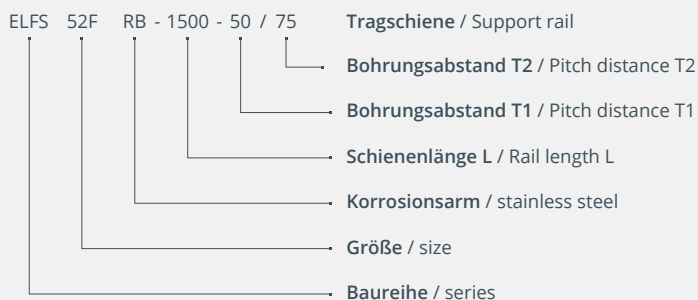 ELFS 52F RB - 1500 - 50 / 75 Tragschiene / Support rail
Bohrungsabstand T2 / Pitch distance T2
Bohrungsabstand T1 / Pitch distance T1
Schienenlänge L / Rail length L
Korrosionsarm / stainless steel
Größe / size
Baureihe / series